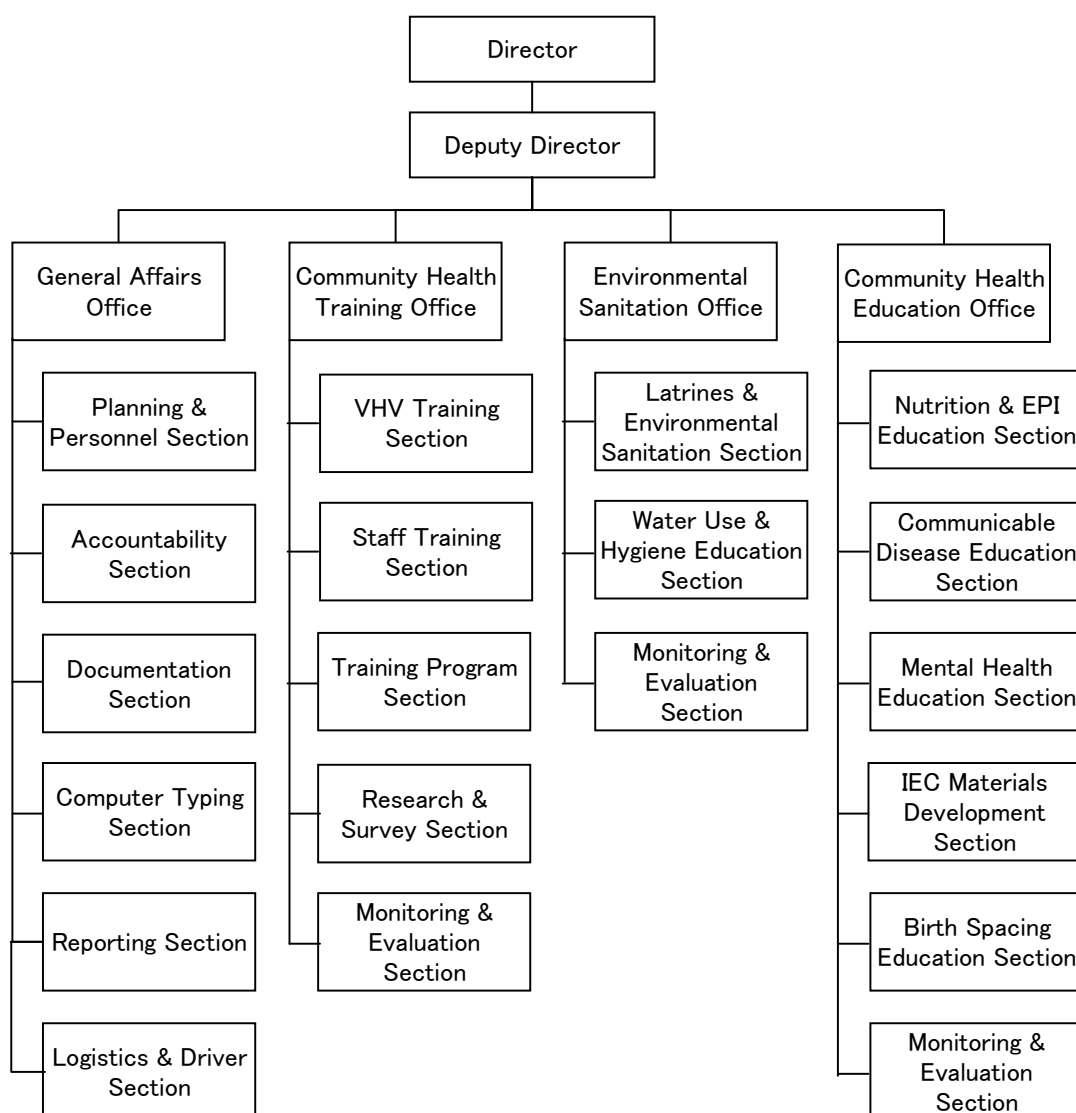 Director
Deputy Director
General Affairs
Office
Planning &
Personnel Section
Accountability
Section
Documentation
Section
Computer Typing
Section
Reporting Section
Logistics & Driver
Section
Community Health
Training Office
VHV Training
Section
Staff Training
Section
Training Program
Section
Research &
Survey Section
Monitoring &
Evaluation
Section
Environmental
Sanitation Office
Latrines &
Environmental
Sanitation Section
Water Use &
Hygiene Education
Section
Monitoring &
Evaluation
Section
Community Health
Education Office
Nutrition & EPI
Education Section
Communicable
Disease Education
Section
Mental Health
Education Section
IEC Materials
Development
Section
Birth Spacing
Education Section
Monitoring &
Evaluation
Section